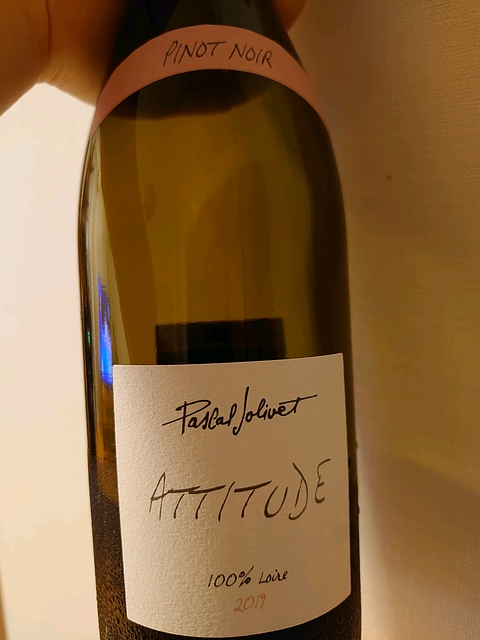 PINOT NOIR
Pascal Jolivet
ATTITUDE
100% Loire
2019